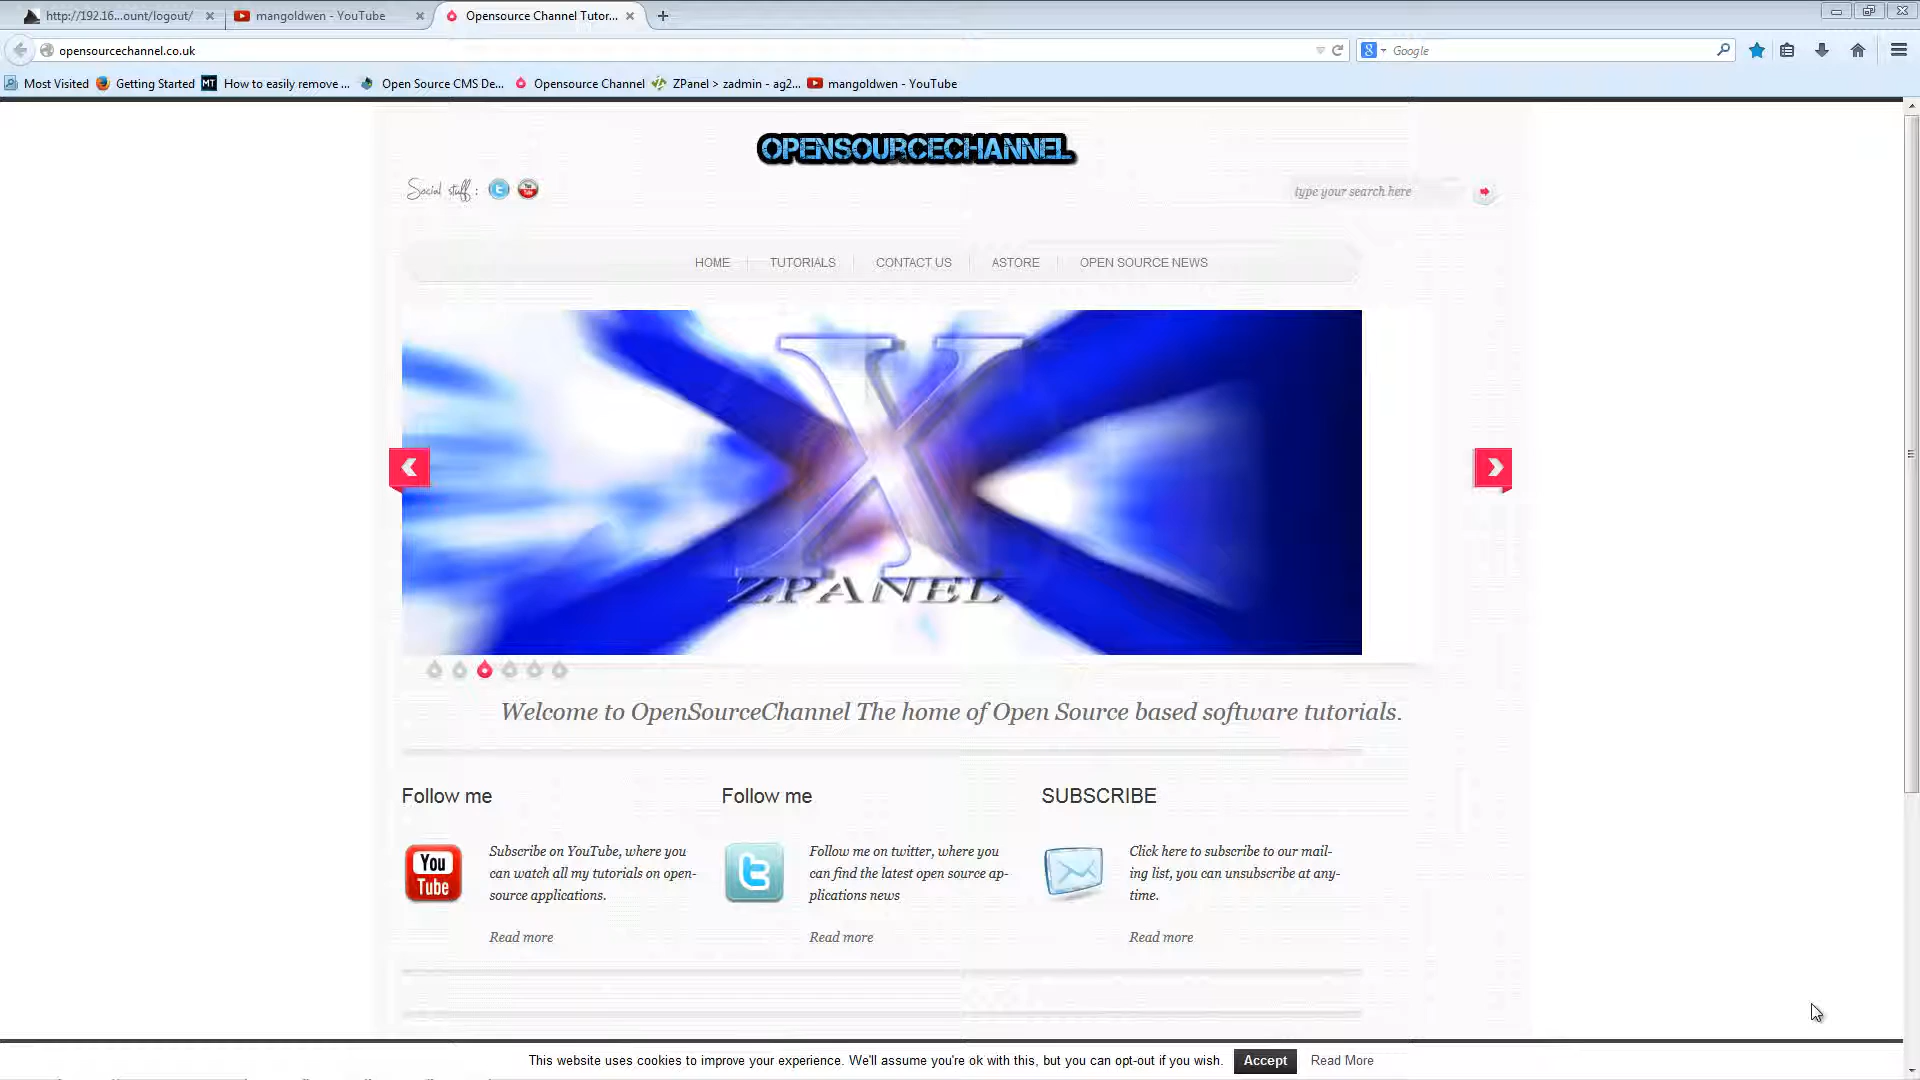 http://192.16...ount/logout/
mangoldwen - YouTube
Opensource Channel Tutor...
opensourcechannel.co.uk
8
Google
Most Visited
Getting Started
MT
How to easily remove ...
Open Source CMS De...
Opensource Channel
ZPanel > zadmin - ag2...
mangoldwen - YouTube
OPENSOURCECHANNEL
Social stuff :
type your search here
HOME
TUTORIALS
CONTACT US
ASTORE
OPEN SOURCE NEWS
X
ZPANEL
Welcome to OpenSourceChannel The home of Open Source based software tutorials.
Follow me
You
Tube
Subscribe on YouTube, where you
can watch all my tutorials on open-
source applications.
Read more
Follow me
Follow me on twitter, where you
can find the latest open source ap-
plications news
Read more
SUBSCRIBE
Click here to subscribe to our mail-
ing list, you can unsubscribe at any-
time.
Read more
This website uses cookies to improve your experience. We'll assume you're ok with this, but you can opt-out if you wish.
Accept
Read More